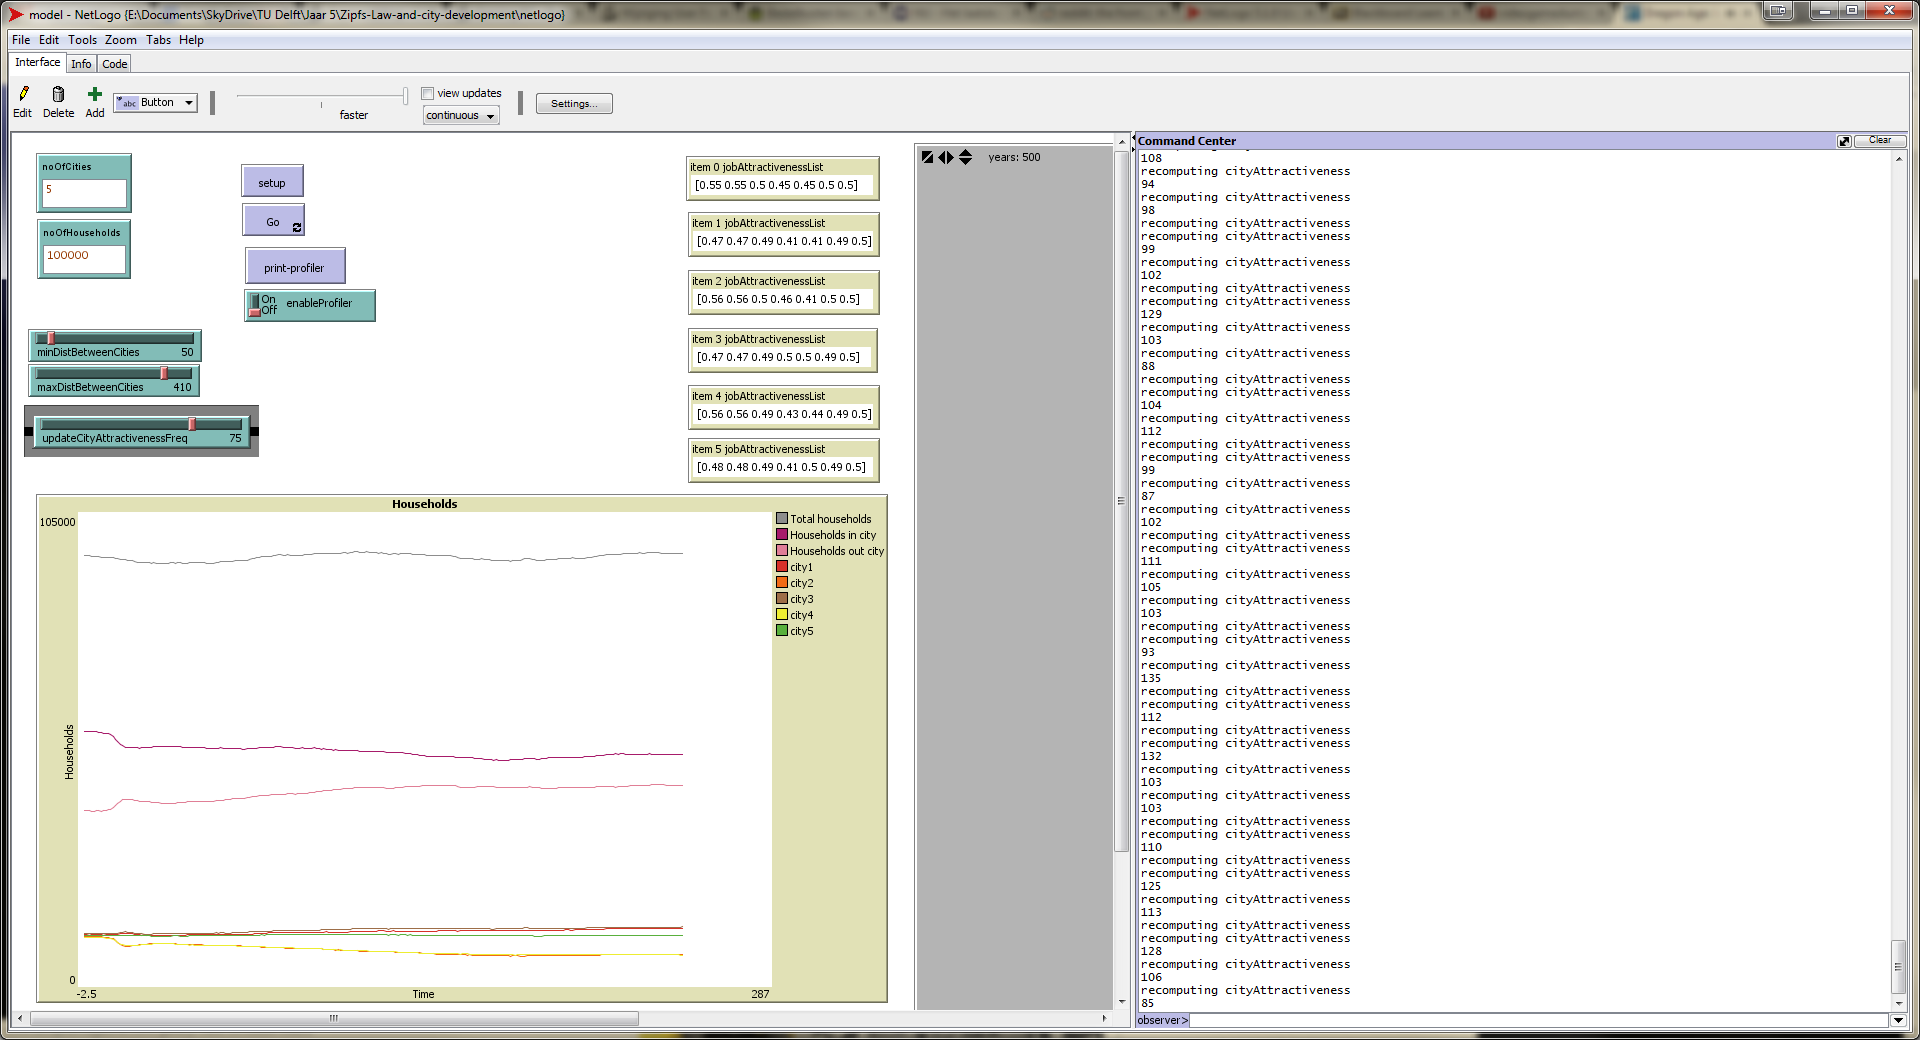 model - NetLogo {E:\Documents\SkyDrive\TU Delft\Jaar 5\Zipfs-Law-and-city-development\netlogo}
File Edit Tools Zoom Tabs Help
Interface Info Code
Edit Delete Add abc Button faster view updates continuous Settings...
noOfCities
5
noOfHouseholds
100000
setup
Go
print-profiler
On
Off
enableProfiler
minDistBetweenCities 50
maxDistBetweenCities 410
updateCityAttractivenessFreq 75
item 0 jobAttractivenessList
[0.55 0.55 0.5 0.45 0.45 0.5 0.5]
item 1 jobAttractivenessList
[0.47 0.47 0.49 0.41 0.41 0.49 0.5]
item 2 jobAttractivenessList
[0.56 0.56 0.5 0.46 0.41 0.5 0.5]
item 3 jobAttractivenessList
[0.47 0.47 0.49 0.5 0.5 0.49 0.5]
item 4 jobAttractivenessList
[0.56 0.56 0.49 0.43 0.44 0.49 0.5]
item 5 jobAttractivenessList
[0.48 0.48 0.49 0.41 0.5 0.49 0.5]
Households
105000
Households
0
-2.5
Time
287
Total households
Households in city
Households out city
city1
city2
city3
city4
city5
years: 500
Command Center
Clear
108
recomputing cityAttractiveness
94
recomputing cityAttractiveness
98
recomputing cityAttractiveness
recomputing cityAttractiveness
99
recomputing cityAttractiveness
102
recomputing cityAttractiveness
recomputing cityAttractiveness
129
recomputing cityAttractiveness
103
recomputing cityAttractiveness
88
recomputing cityAttractiveness
recomputing cityAttractiveness
104
recomputing cityAttractiveness
112
recomputing cityAttractiveness
recomputing cityAttractiveness
99
recomputing cityAttractiveness
87
recomputing cityAttractiveness
102
recomputing cityAttractiveness
recomputing cityAttractiveness
111
recomputing cityAttractiveness
105
recomputing cityAttractiveness
103
recomputing cityAttractiveness
recomputing cityAttractiveness
93
recomputing cityAttractiveness
135
recomputing cityAttractiveness
recomputing cityAttractiveness
112
recomputing cityAttractiveness
recomputing cityAttractiveness
132
recomputing cityAttractiveness
103
recomputing cityAttractiveness
103
recomputing cityAttractiveness
recomputing cityAttractiveness
110
recomputing cityAttractiveness
recomputing cityAttractiveness
125
recomputing cityAttractiveness
113
recomputing cityAttractiveness
recomputing cityAttractiveness
128
recomputing cityAttractiveness
106
recomputing cityAttractiveness
85
observer>